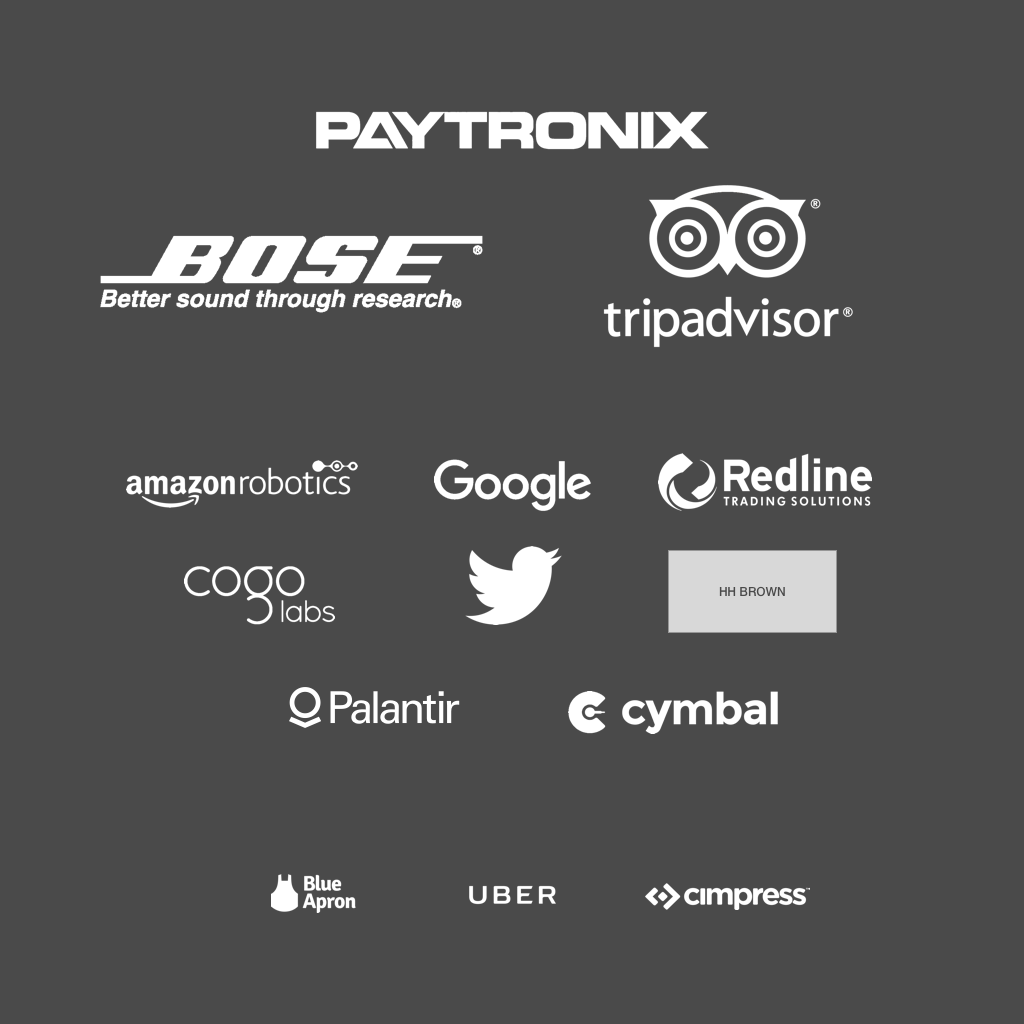 PAYTRONIX
BOSE®
Better sound through research®
tripadvisor®
amazonrobotics
Google
Redline
TRADING SOLUTIONS
cogo
labs
HH BROWN
Palantir
cymbal
Blue
Apron
UBER
cimpress™